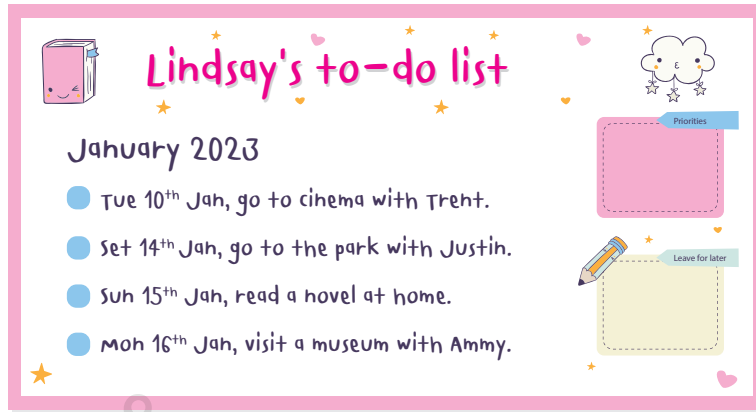 Lindsay's to-do list
January 2023
Tue 10th Jan, go to cinema with Trent.
Set 14th Jan, go to the park with Justin.
Sun 15th Jan, read a novel at home.
Mon 16th Jan, visit a museum with Ammy.
Priorities
Leave for later